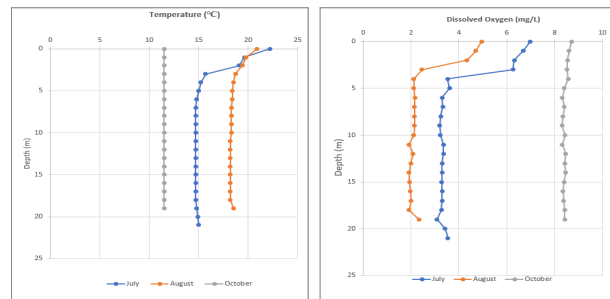 Temperature (°C)
0 5 10 15 20 25
0
5
10
15
20
25
Depth (m)
July August October
Dissolved Oxygen (mg/L)
0 2 4 6 8 10
0
5
10
15
20
25
Depth (m)
July August October